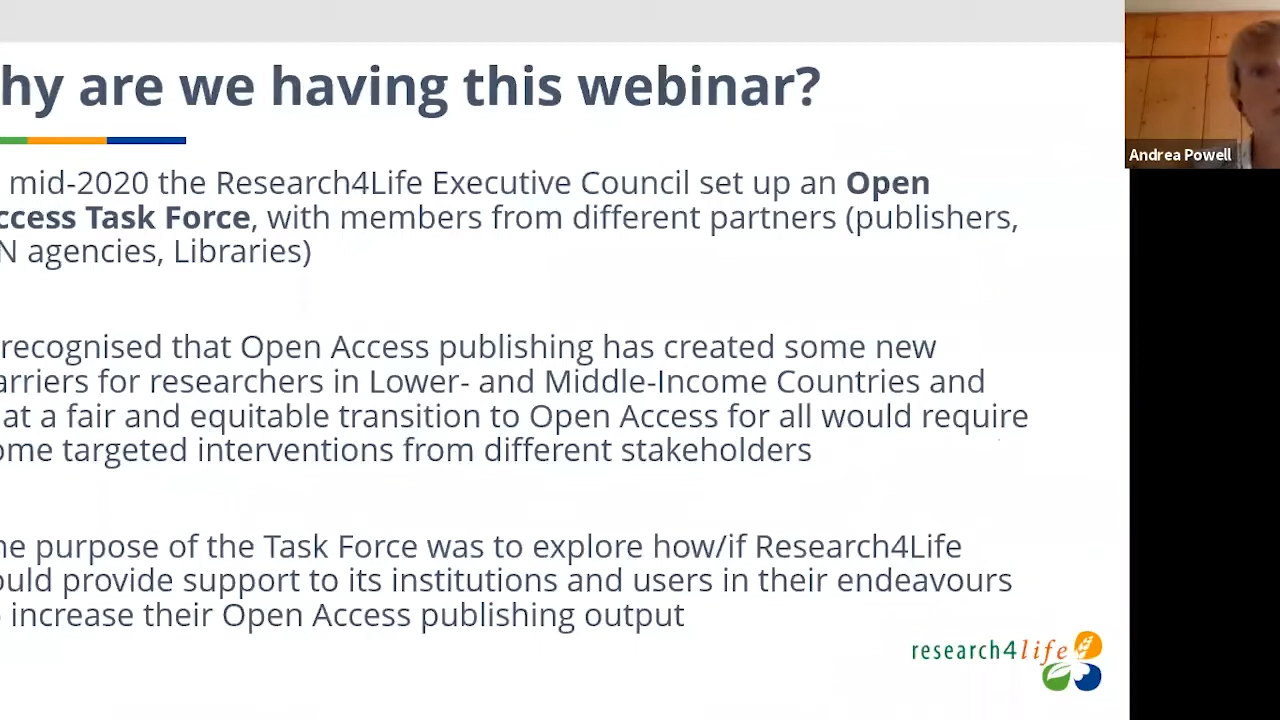 hy are we having this webinar?
mid-2020 the Research4Life Executive Council set up an Open
ccess Task Force, with members from different partners (publishers,
N agencies, Libraries)
recognised that Open Access publishing has created some new
arriers for researchers in Lower- and Middle-Income Countries and
at a fair and equitable transition to Open Access for all would require
ome targeted interventions from different stakeholders
he purpose of the Task Force was to explore how/if Research4Life
ould provide support to its institutions and users in their endeavours
increase their Open Access publishing output
research4life
Andrea Powell